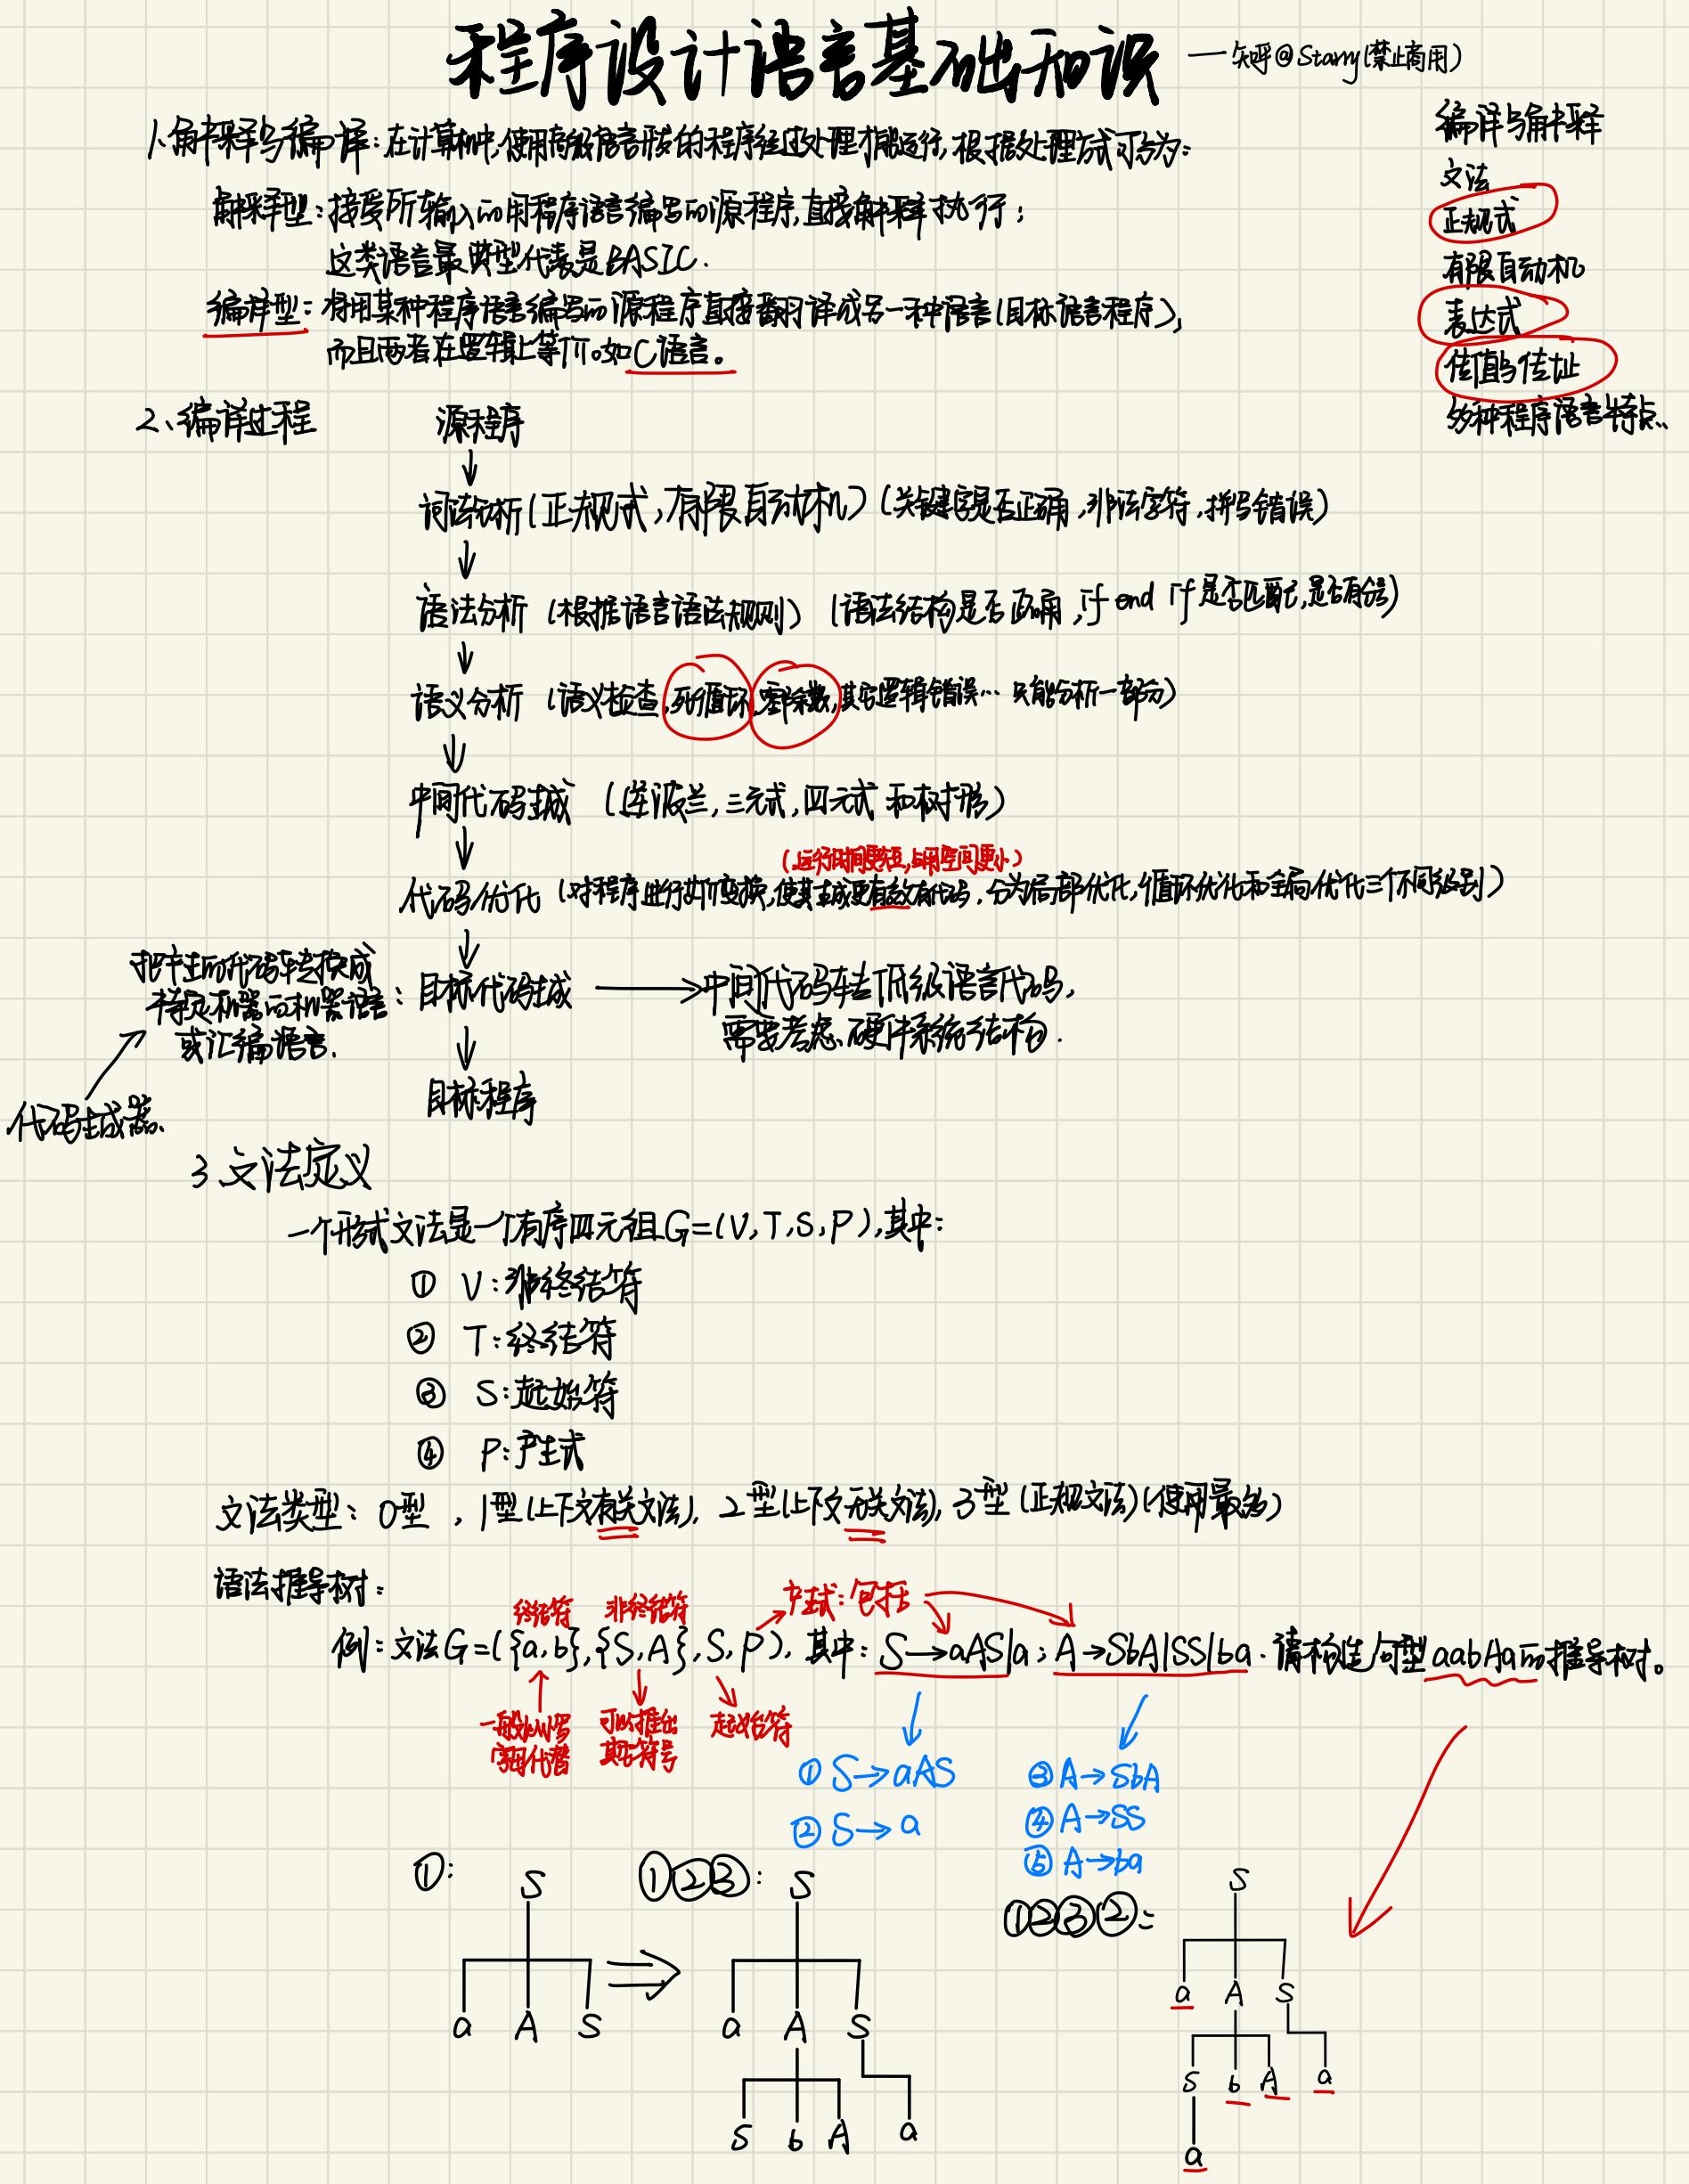 程序设计语言基础知识 —知乎@Starry(禁止商用)
编译与解释
文法
正规式
有限自动机
表达式
传值与传址
多种程序语言特点.
1.解释与编译:在计算机中,使用高级语言形成的程序经过处理才能运行,根据处理方式可分为:
解释型:接受所输入的用程序语言编写的源程序,直接解释执行;
这类语言最典型代表是BASIC.
编译型:将用某种程序语言编写的源程序直接翻译成另一种语言(目标语言程序),
而且两者在逻辑上等价。如C语言。
2、编译过程
源程序
词法分析(正规式,有限自动机)(关键字是否正确,非法字符,拼写错误)
语法分析(根据语言语法规则)(语法结构是否正确,if end if是否匹配,是否有分号)
语义分析(语义检查,死循环,零除数,其它逻辑错误…只能分析一部分)
中间代码生成(逆波兰,三元式,四元式和树形)
(运行时间更短,占用空间更小)
代码优化(对程序进行等价变换,使其生成更有效代码,分为局部优化,循环优化和全局优化三个不同级别)
把产生的代码转换成
特定机器的机器语言
或汇编语言.
:目标代码生成
中间代码转低级语言代码,
需要考虑硬件系统结构.
目标程序
代码生成器.
3.文法定义
一个形式文法是一个有序四元组G=(V,T,S,P),其中:
① V:非终结符
② T:终结符
③ S:起始符
④ P:产生式
文法类型:0型,1型(上下文有关文法),2型(上下文无关文法),3型(正规文法)(使用最多)
语法推导树:
终结符 非终结符 产生式:包括
例:文法G=({a,b},{S,A},S,P),其中:S→aAS|a;A→SbA|SS|ba.请构造句型aabAa的推导树。
一般以小写
字母代替
可以推出
其它符号
起始符
① S→aAS
② S→a
③ A→SbA
④ A→SS
⑤ A→ba
①:
S
a A S
①②③:
S
a A S
S b A a
①②③②:
S
a A S
S b A a
a